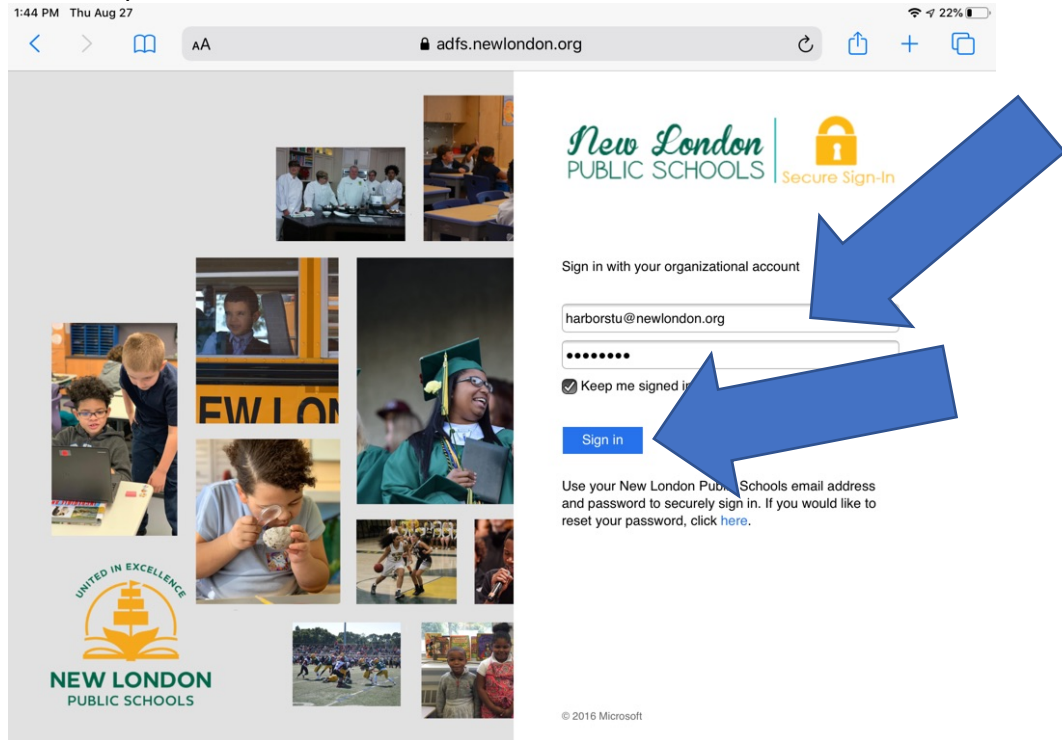 1:44 PM Thu Aug 27
22%
AA
adfs.newlondon.org
New London
PUBLIC SCHOOLS
Secure Sign-In
Sign in with your organizational account
harborstu@newlondon.org
Keep me signed in
Sign in
Use your New London Public Schools email address
and password to securely sign in. If you would like to
reset your password, click here.
EW LON
UNITED IN EXCELLENCE
NEW LONDON
PUBLIC SCHOOLS
© 2016 Microsoft